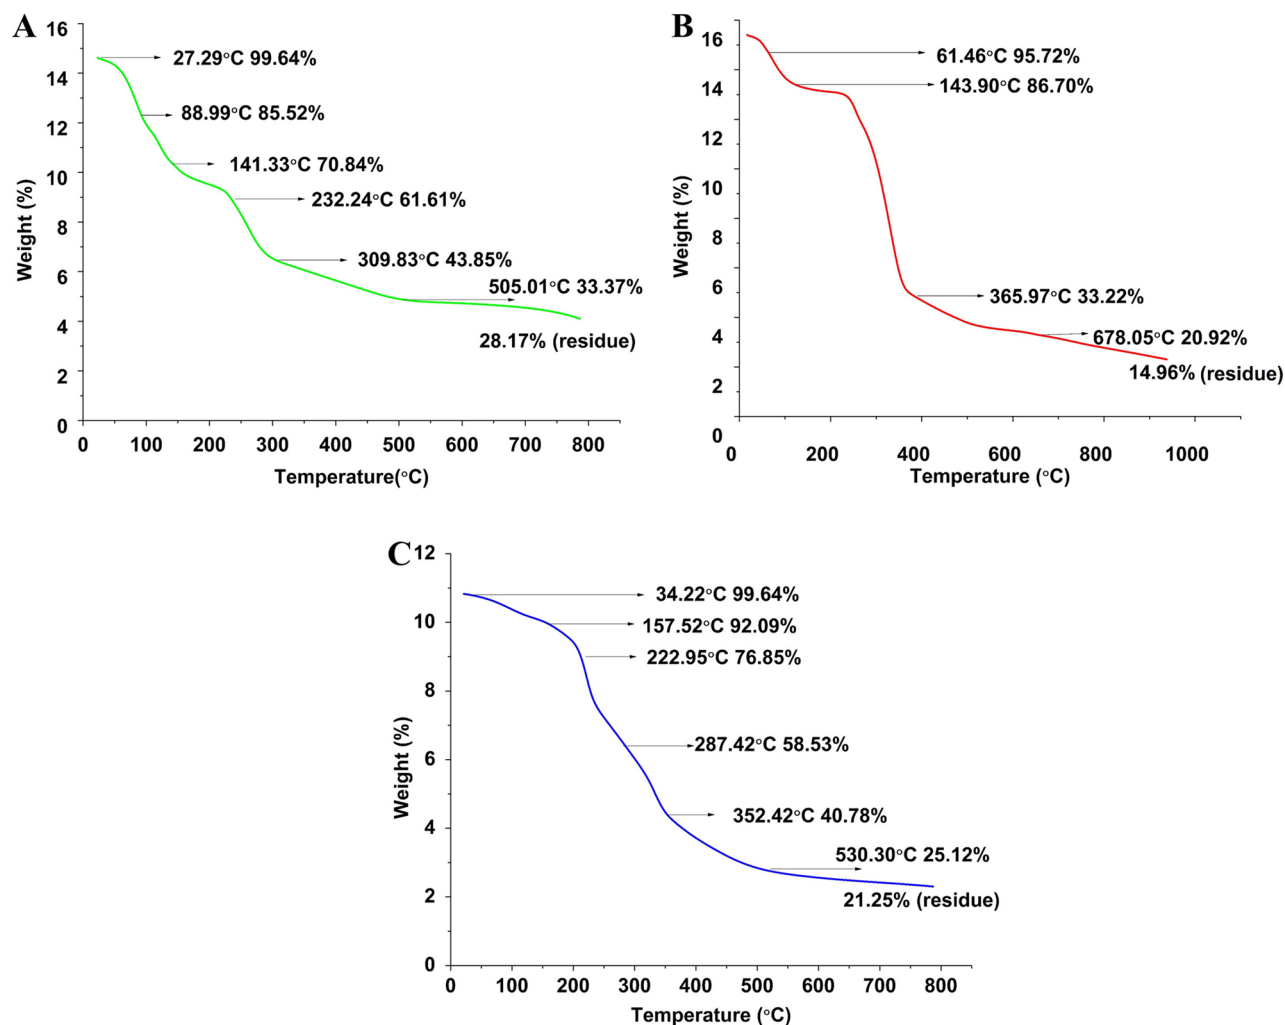 A
16
14
12
10
8
6
4
2
0
Weight (%)
27.29°C 99.64%
88.99°C 85.52%
141.33°C 70.84%
232.24°C 61.61%
309.83°C 43.85%
505.01°C 33.37%
28.17% (residue)
0 100 200 300 400 500 600 700 800
Temperature(°C)
B
16
14
12
10
8
6
4
2
0
Weight (%)
61.46°C 95.72%
143.90°C 86.70%
365.97°C 33.22%
678.05°C 20.92%
14.96% (residue)
0 200 400 600 800 1000
Temperature (°C)
C
12
10
8
6
4
2
0
Weight (%)
34.22°C 99.64%
157.52°C 92.09%
222.95°C 76.85%
287.42°C 58.53%
352.42°C 40.78%
530.30°C 25.12%
21.25% (residue)
0 100 200 300 400 500 600 700 800
Temperature (°C)